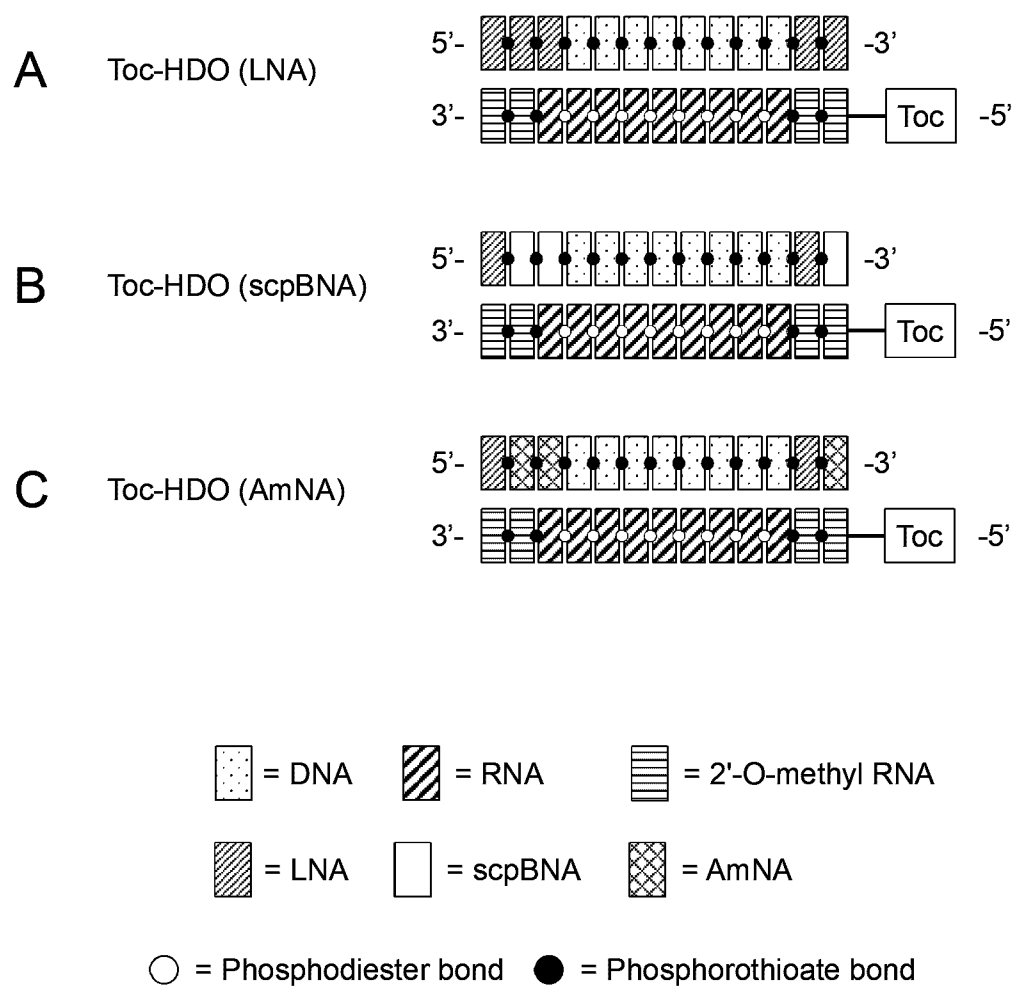 A Toc-HDO (LNA) 5’- -3’
3’- Toc -5’
B Toc-HDO (scpBNA) 5’- -3’
3’- Toc -5’
C Toc-HDO (AmNA) 5’- -3’
3’- Toc -5’
= DNA = RNA = 2'-O-methyl RNA
= LNA = scpBNA = AmNA
= Phosphodiester bond = Phosphorothioate bond